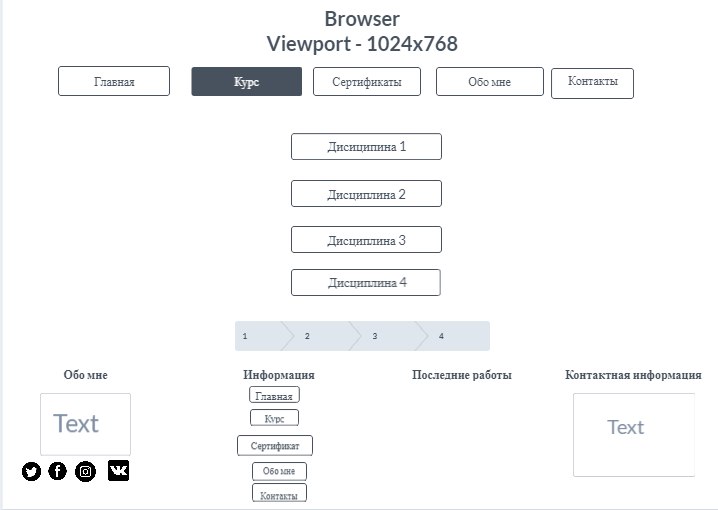 Browser
Viewport - 1024x768
Главная
Курс
Сертификаты
Обо мне
Контакты
Дисиципина 1
Дисциплина 2
Дисциплина 3
Дисциплина 4
1 2 3 4
Обо мне
Информация
Последние работы
Контактная информация
Text
Главная
Курс
Сертификат
Обо мне
Контакты
Text